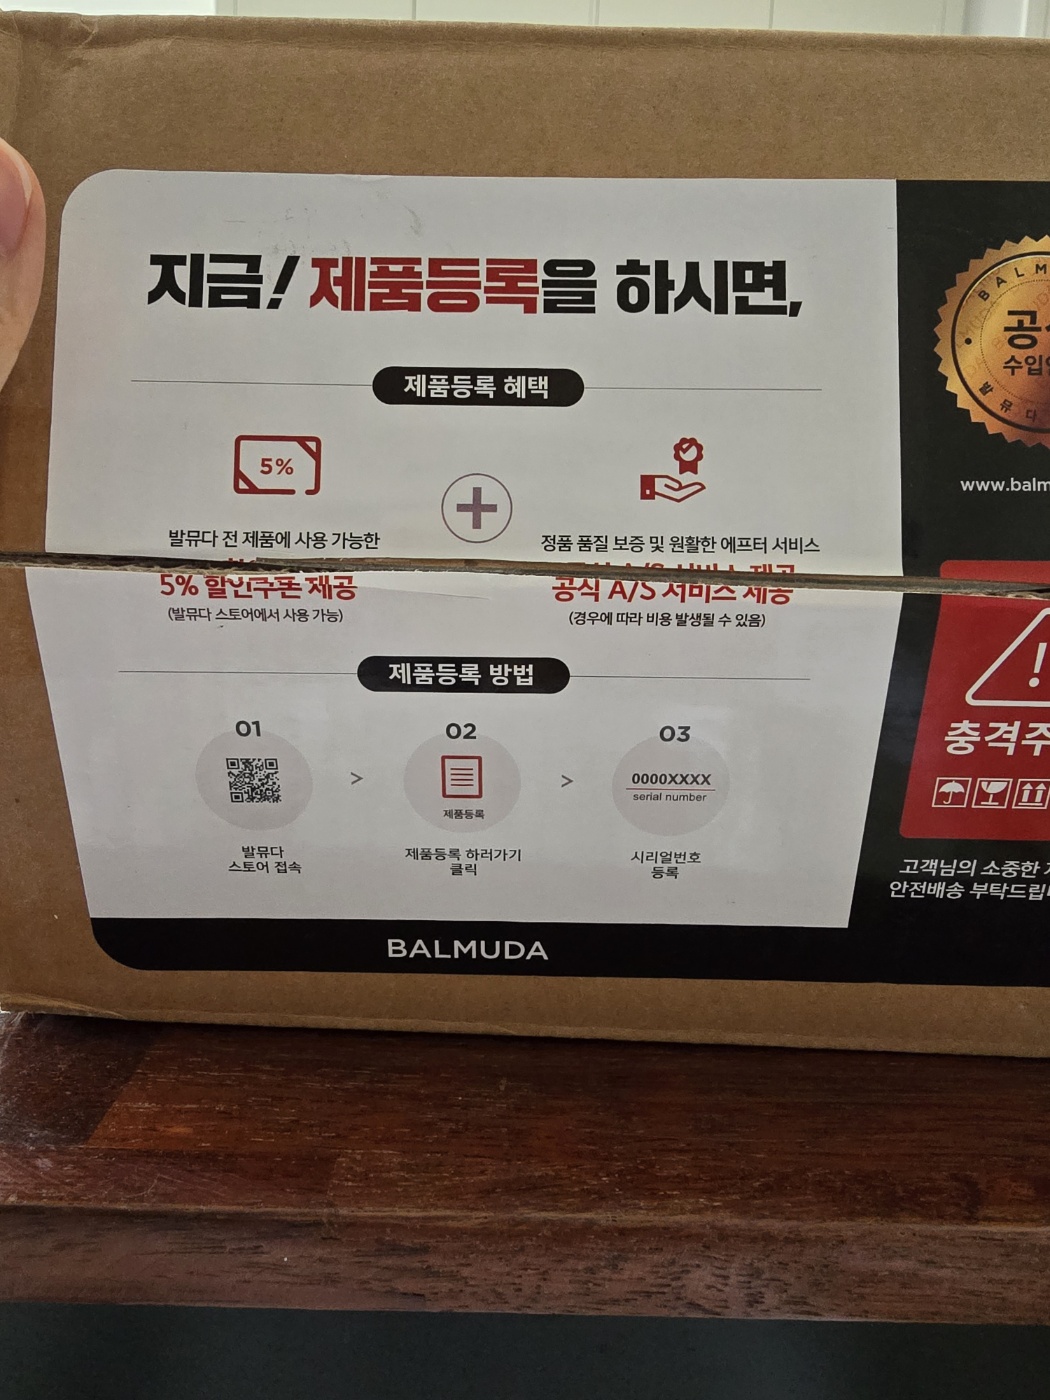 지금! 제품등록을 하시면,
제품등록 혜택
5%
발뮤다 전 제품에 사용 가능한
5% 할인쿠폰 제공
(발뮤다 스토어에서 사용 가능)
정품 품질 보증 및 원활한 에프터 서비스
공식 A/S 서비스 제공
(경우에 따라 비용 발생될 수 있음)
제품등록 방법
01
발뮤다
스토어 접속
>
02
제품등록
제품등록 하러가기
클릭
>
03
0000XXXX
serial number
시리얼번호
등록
BALMUDA
www.balm
충격주
고객님의 소중한
안전배송 부탁드립